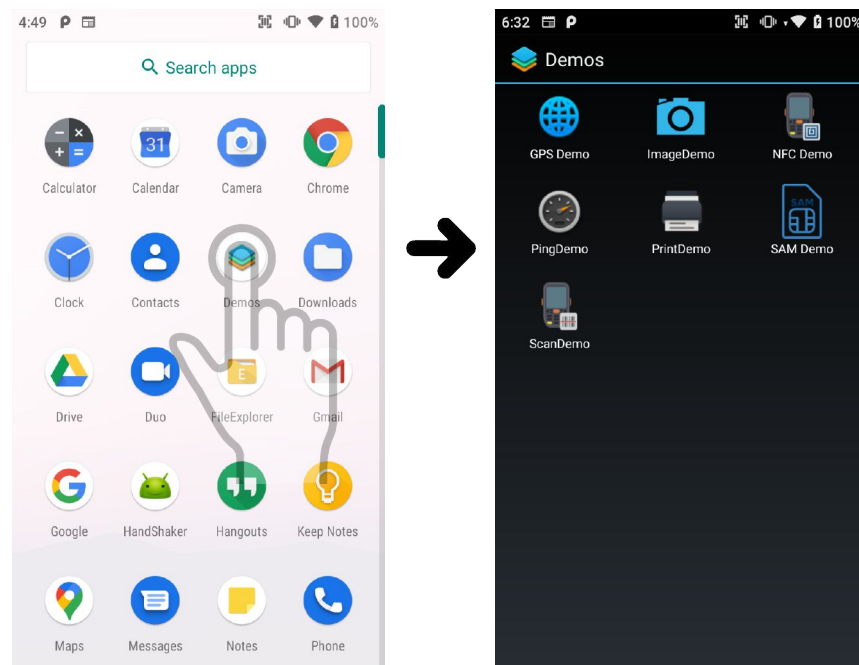 4:49
100%
Search apps
31
Calculator Calendar Camera Chrome
Clock Contacts Demos Downloads
E
Drive Duo FileExplorer Gmail
Google HandShaker Hangouts Keep Notes
Maps Messages Notes Phone
6:32
100%
Demos
GPS Demo ImageDemo NFC Demo
SAM
PingDemo PrintDemo SAM Demo
ScanDemo